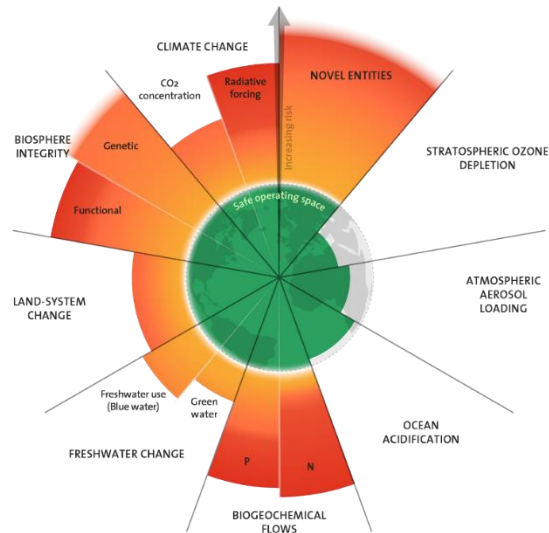 CLIMATE CHANGE
CO2
concentration
Radiative
forcing
Increasing risk
NOVEL ENTITIES
STRATOSPHERIC OZONE
DEPLETION
ATMOSPHERIC
AEROSOL
LOADING
OCEAN
ACIDIFICATION
BIOGEOCHEMICAL
FLOWS
P
N
FRESHWATER CHANGE
Freshwater use
(Blue water)
Green
water
LAND-SYSTEM
CHANGE
BIOSPHERE
INTEGRITY
Genetic
Functional
Safe operating space